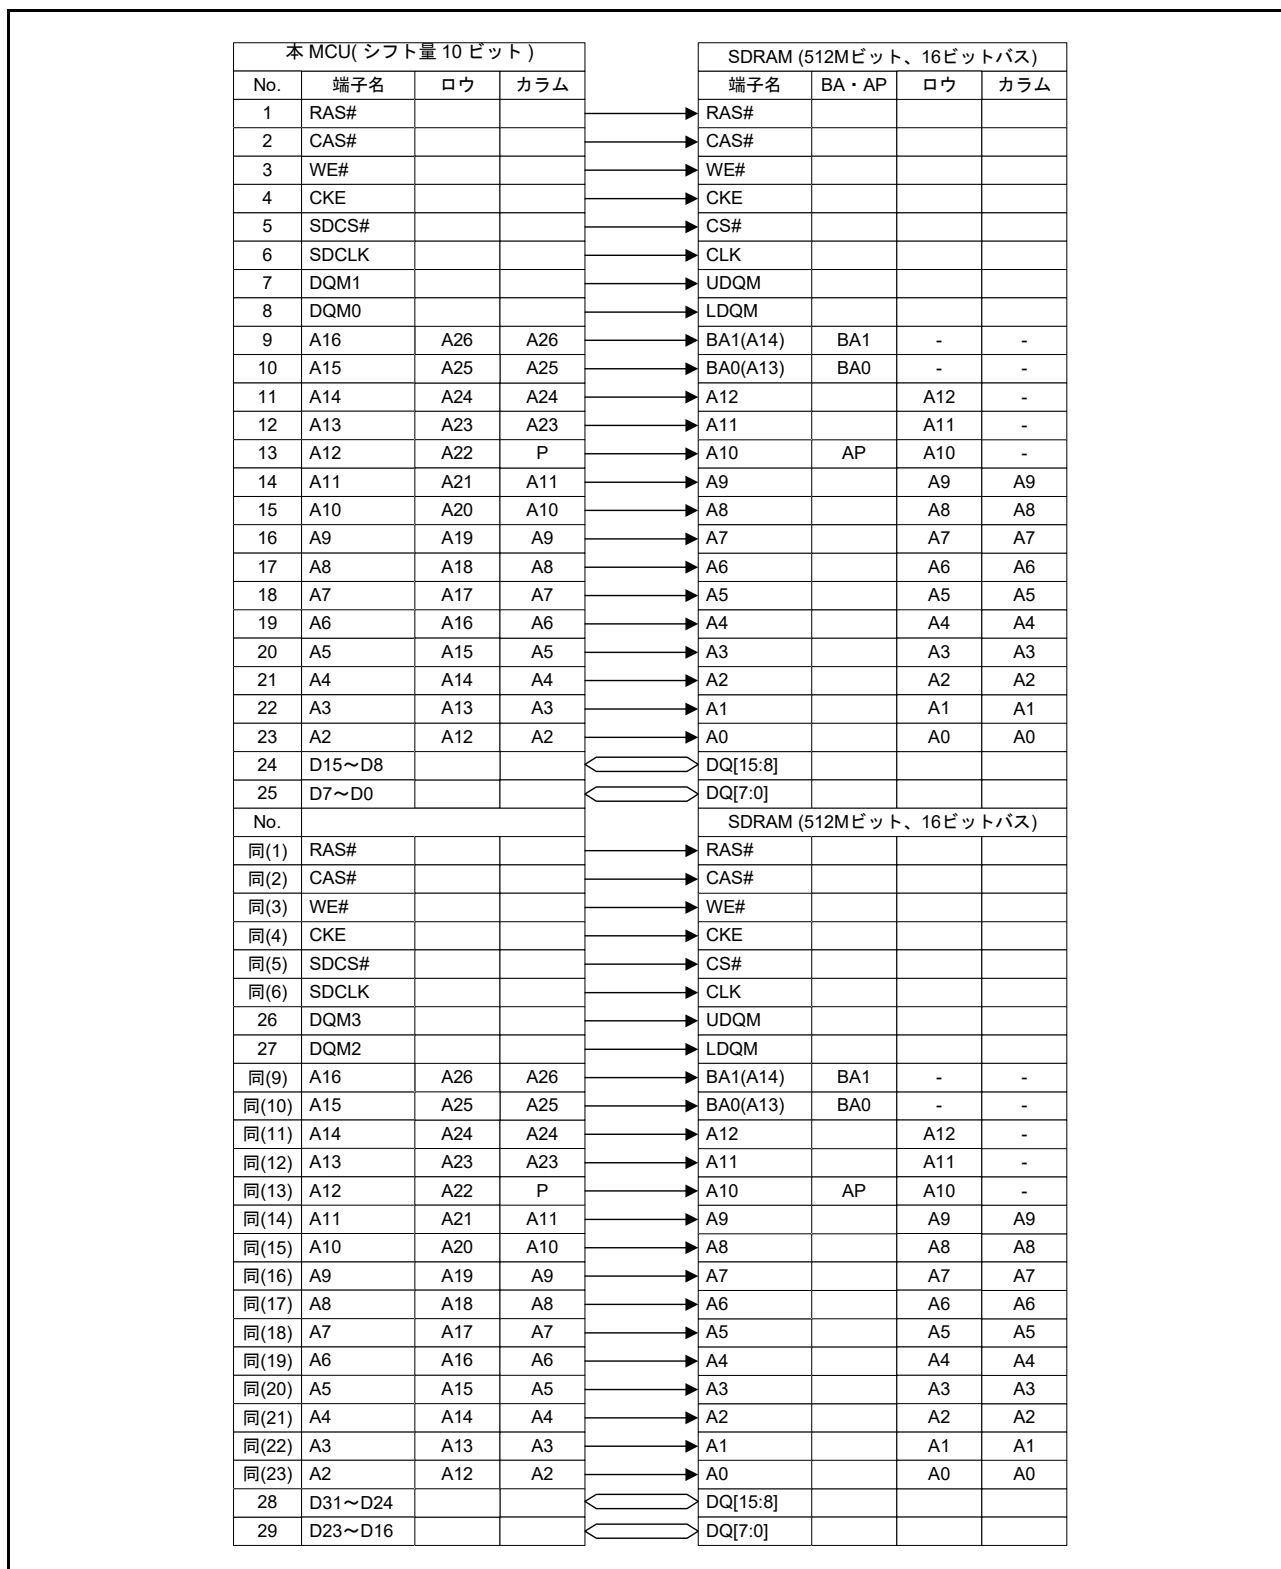 本 MCU( シフト量 10 ビット ) SDRAM (512Mビット、16ビットバス)
No. 端子名 ロウ カラム 端子名 BA・AP ロウ カラム
1 RAS# RAS#
2 CAS# CAS#
3 WE# WE#
4 CKE CKE
5 SDCS# CS#
6 SDCLK CLK
7 DQM1 UDQM
8 DQM0 LDQM
9 A16 A26 A26 BA1(A14) BA1 - -
10 A15 A25 A25 BA0(A13) BA0 - -
11 A14 A24 A24 A12 A12 -
12 A13 A23 A23 A11 A11 -
13 A12 A22 P A10 AP A10 -
14 A11 A21 A11 A9 A9 A9
15 A10 A20 A10 A8 A8 A8
16 A9 A19 A9 A7 A7 A7
17 A8 A18 A8 A6 A6 A6
18 A7 A17 A7 A5 A5 A5
19 A6 A16 A6 A4 A4 A4
20 A5 A15 A5 A3 A3 A3
21 A4 A14 A4 A2 A2 A2
22 A3 A13 A3 A1 A1 A1
23 A2 A12 A2 A0 A0 A0
24 D15～D8 DQ[15:8]
25 D7～D0 DQ[7:0]
No. SDRAM (512Mビット、16ビットバス)
同(1) RAS# RAS#
同(2) CAS# CAS#
同(3) WE# WE#
同(4) CKE CKE
同(5) SDCS# CS#
同(6) SDCLK CLK
26 DQM3 UDQM
27 DQM2 LDQM
同(9) A16 A26 A26 BA1(A14) BA1 - -
同(10) A15 A25 A25 BA0(A13) BA0 - -
同(11) A14 A24 A24 A12 A12 -
同(12) A13 A23 A23 A11 A11 -
同(13) A12 A22 P A10 AP A10 -
同(14) A11 A21 A11 A9 A9 A9
同(15) A10 A20 A10 A8 A8 A8
同(16) A9 A19 A9 A7 A7 A7
同(17) A8 A18 A8 A6 A6 A6
同(18) A7 A17 A7 A5 A5 A5
同(19) A6 A16 A6 A4 A4 A4
同(20) A5 A15 A5 A3 A3 A3
同(21) A4 A14 A4 A2 A2 A2
同(22) A3 A13 A3 A1 A1 A1
同(23) A2 A12 A2 A0 A0 A0
28 D31～D24 DQ[15:8]
29 D23～D16 DQ[7:0]